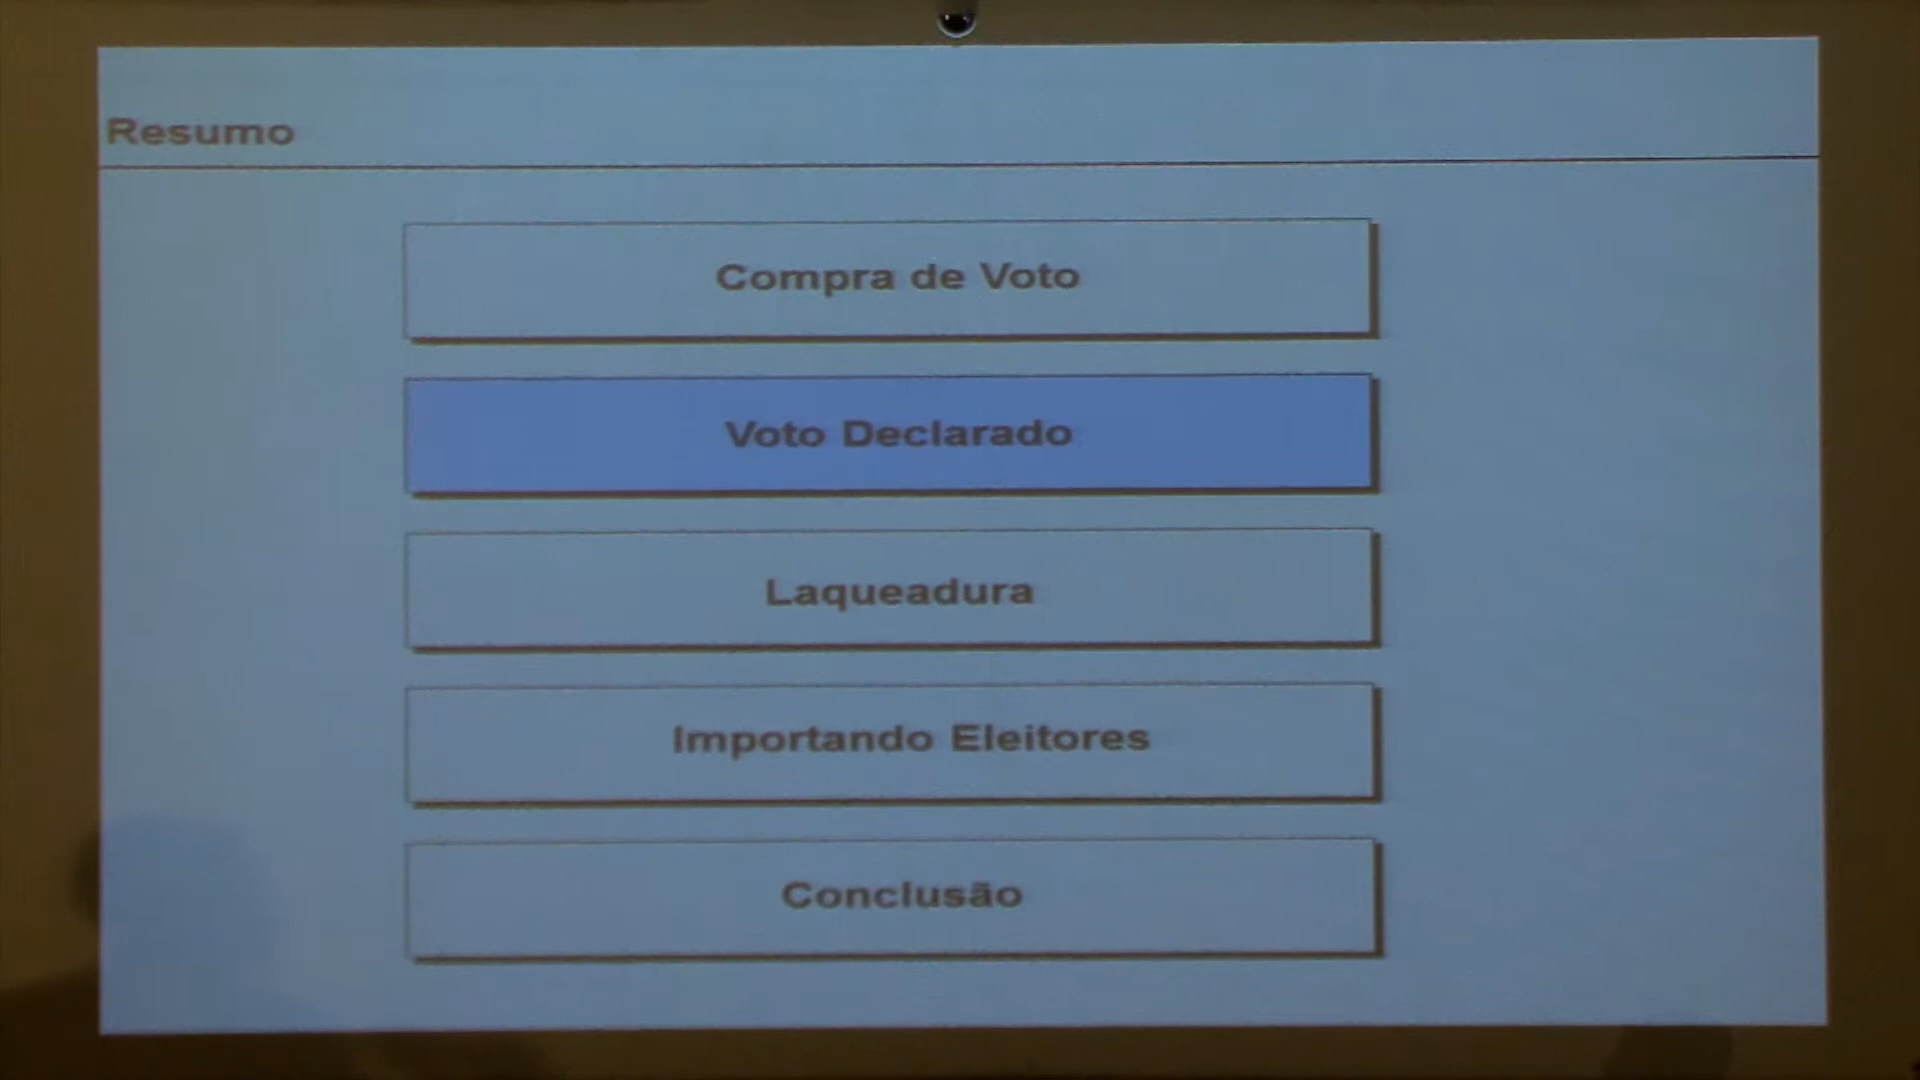 Resumo
Compra de Voto
Voto Declarado
Laqueadura
Importando Eleitores
Conclusão